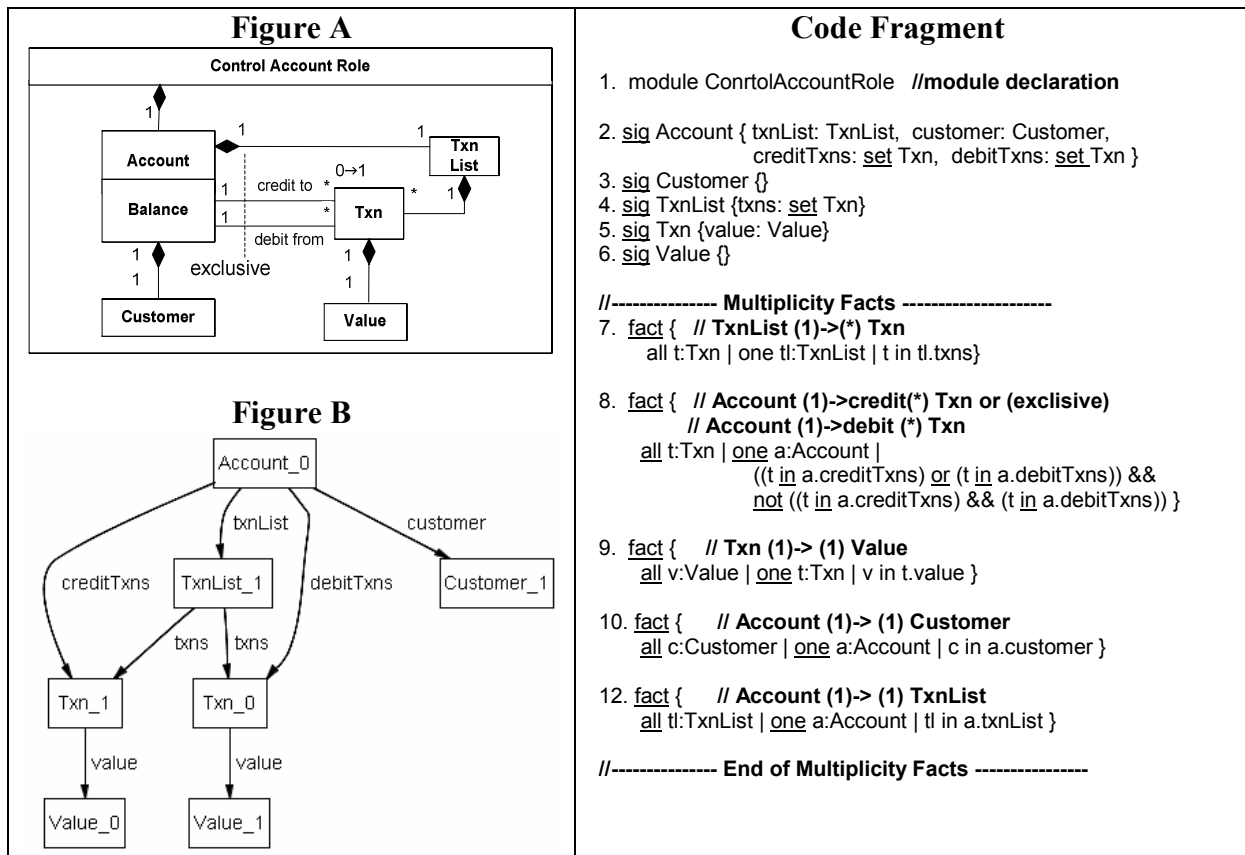 Figure A
Control Account Role
1
Account
1
1
Txn
List
0→1
Balance
1
credit to
*
*
1
1
*
Txn
debit from
1
exclusive
1
1
1
Customer
Value
Figure B
Account_0
txnList
customer
creditTxns
TxnList_1
debitTxns
Customer_1
txns
txns
Txn_1
Txn_0
value
value
Value_0
Value_1
Code Fragment
1. module ConrtolAccountRole //module declaration
2. sig Account { txnList: TxnList, customer: Customer,
creditTxns: set Txn, debitTxns: set Txn }
3. sig Customer {}
4. sig TxnList {txns: set Txn}
5. sig Txn {value: Value}
6. sig Value {}
//--------------- Multiplicity Facts ---------------------
7. fact { // TxnList (1)->(*) Txn
all t:Txn | one tl:TxnList | t in tl.txns}
8. fact { // Account (1)->credit(*) Txn or (exclisive)
// Account (1)->debit (*) Txn
all t:Txn | one a:Account |
((t in a.creditTxns) or (t in a.debitTxns)) &&
not ((t in a.creditTxns) && (t in a.debitTxns)) }
9. fact { // Txn (1)-> (1) Value
all v:Value | one t:Txn | v in t.value }
10. fact { // Account (1)-> (1) Customer
all c:Customer | one a:Account | c in a.customer }
12. fact { // Account (1)-> (1) TxnList
all tl:TxnList | one a:Account | tl in a.txnList }
//--------------- End of Multiplicity Facts ----------------